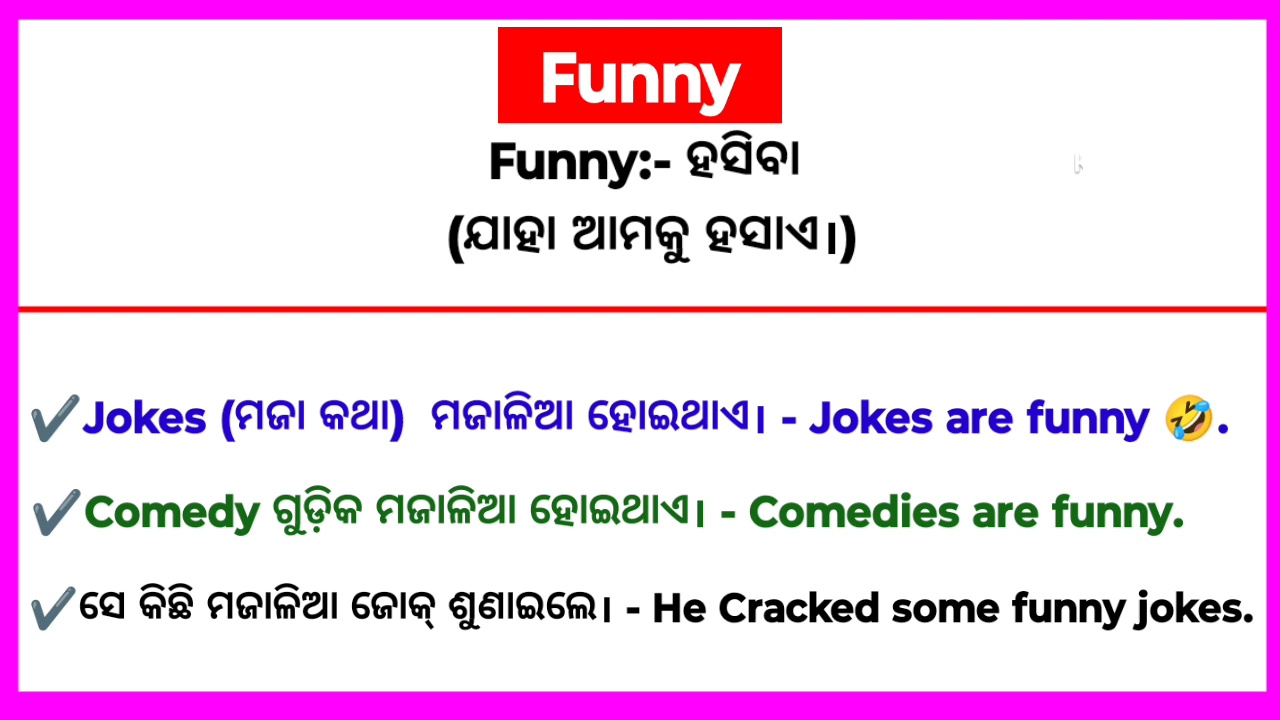 Funny
Funny:- ହସିବା
(ଯାହା ଆମକୁ ହସାଏ।)
✔️Jokes (ମଜା କଥା) ମଜାଳିଆ ହୋଇଥାଏ। - Jokes are funny 🤣.
✔️Comedy ଗୁଡ଼ିକ ମଜାଳିଆ ହୋଇଥାଏ। - Comedies are funny.
✔️ସେ କିଛି ମଜାଳିଆ ଜୋକ୍ ଶୁଣାଇଲେ। - He Cracked some funny jokes.